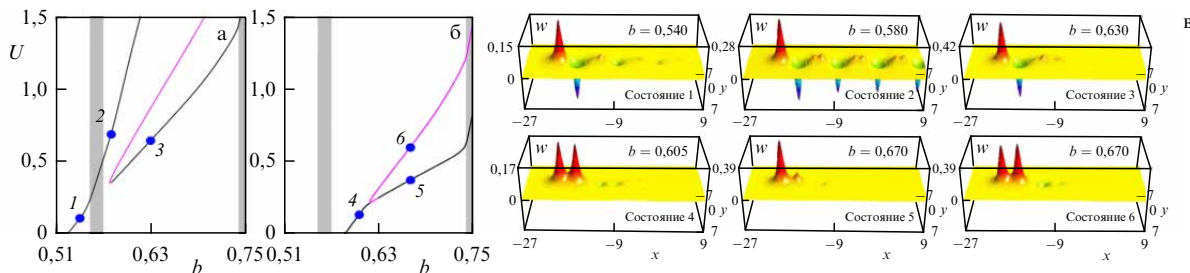 1,5
1,0
0,5
0
U
а
1
2
3
0,51
0,63
0,75
b
1,5
1,0
0,5
0
б
4
5
6
0,51
0,63
0,75
b
в
w
b = 0,540
0,15
0
Состояние 1
−27
−9
9
−7
0
7
y
w
b = 0,580
0,28
0
Состояние 2
−27
−9
9
−7
0
7
y
w
b = 0,630
0,42
0
Состояние 3
−27
−9
9
−7
0
7
y
w
b = 0,605
0,17
0
Состояние 4
−27
−9
9
−7
0
7
y
x
w
b = 0,670
0,39
0
Состояние 5
−27
−9
9
−7
0
7
y
x
w
b = 0,670
0,39
0
Состояние 6
−27
−9
9
−7
0
7
y
x